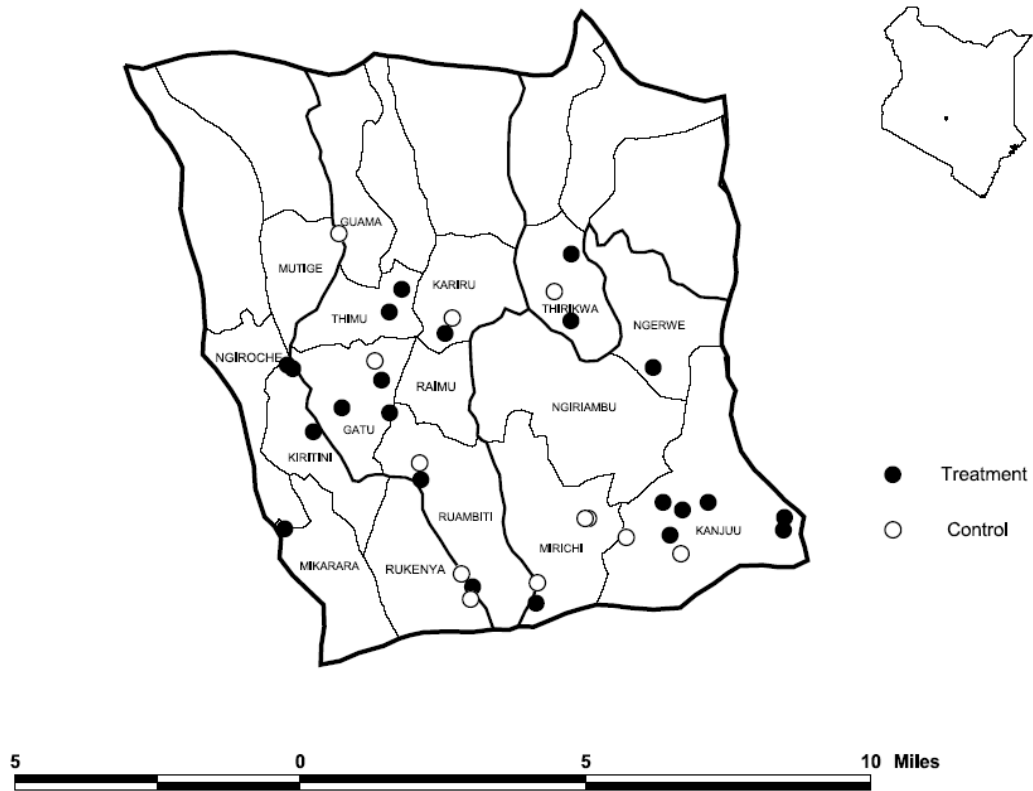 GUAMA
MUTIGE
KARIRU
THIMU
THIRIKWA
NGERWE
NGIROCHE
RAIMU
NGIRIAMBU
GATU
KIRITINI
Treatment
RUAMBITI
Control
KANJUU
MIRICHI
MIKARARA
RUKENYA
5 0 5 10 Miles